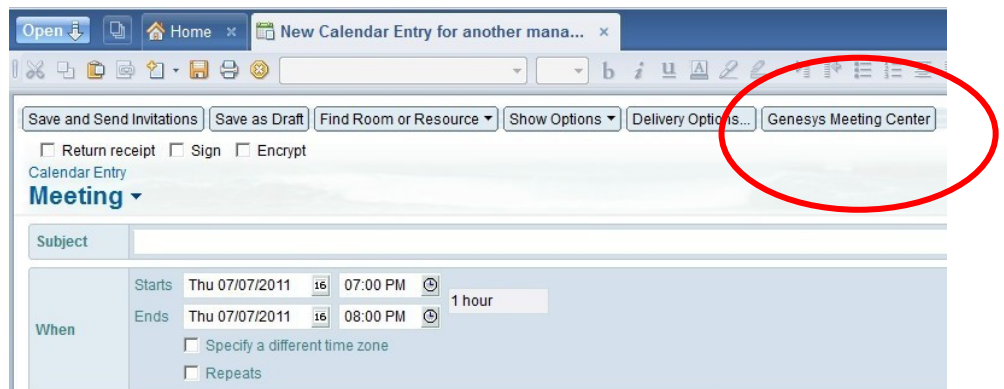 Open Home × New Calendar Entry for another mana... ×
b i u A
Save and Send Invitations Save as Draft Find Room or Resource Show Options Delivery Options... Genesys Meeting Center
Return receipt Sign Encrypt
Calendar Entry
Meeting
Subject
Starts Thu 07/07/2011 16 07:00 PM
1 hour
Ends Thu 07/07/2011 16 08:00 PM
When
Specify a different time zone
Repeats